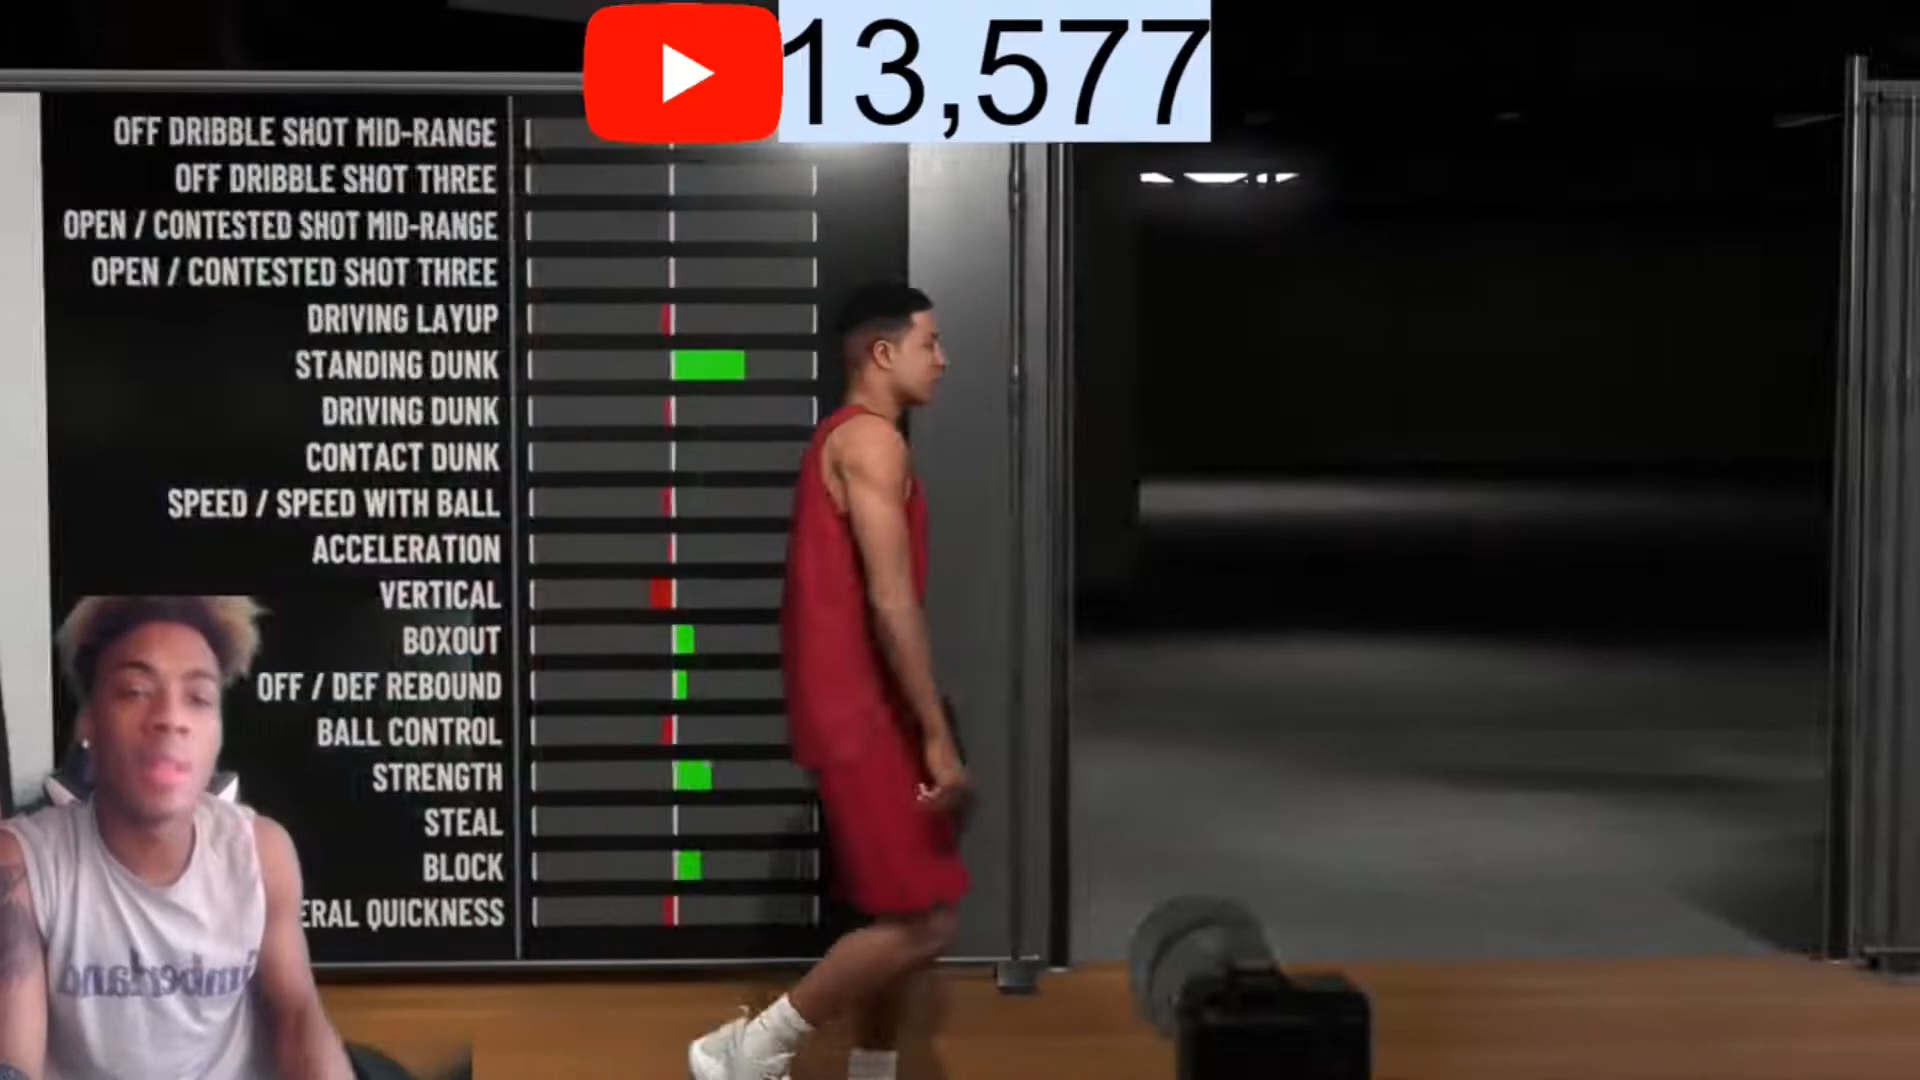 13,577
OFF DRIBBLE SHOT MID-RANGE
OFF DRIBBLE SHOT THREE
OPEN / CONTESTED SHOT MID-RANGE
OPEN / CONTESTED SHOT THREE
DRIVING LAYUP
STANDING DUNK
DRIVING DUNK
CONTACT DUNK
SPEED / SPEED WITH BALL
ACCELERATION
VERTICAL
BOXOUT
OFF / DEF REBOUND
BALL CONTROL
STRENGTH
STEAL
BLOCK
ERAL QUICKNESS